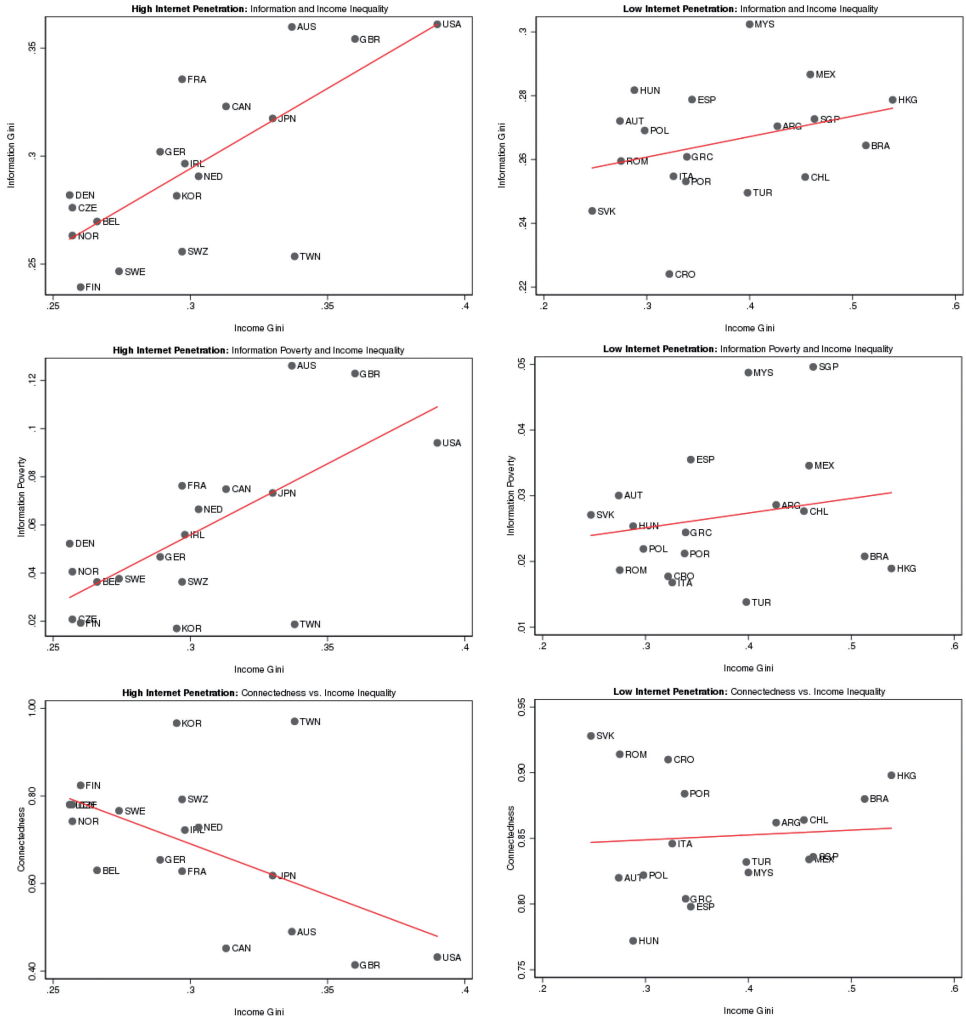 High Internet Penetration: Information and Income Inequality
Information Gini
.35
.3
.25
AUS
USA
GBR
FRA
CAN
JPN
GER
IRL
NED
DEN
KOR
CZE
BEL
NOR
SWZ
TWN
SWE
FIN
.25
.3
.35
.4
Income Gini
Low Internet Penetration: Information and Income Inequality
Information Gini
.3
.28
.26
.24
.22
MYS
MEX
HUN
ESP
HKG
AUT
SGP
ARG
POL
BRA
GRC
ROM
ITA
CHL
POR
TUR
SVK
CRO
.2
.3
.4
.5
.6
Income Gini
High Internet Penetration: Information Poverty and Income Inequality
Information Poverty
.12
.1
.08
.06
.04
.02
AUS
GBR
USA
FRA
CAN
JPN
NED
IRL
DEN
GER
NOR
SWE
BEL
SWZ
CZE
FIN
KOR
TWN
.25
.3
.35
.4
Income Gini
Low Internet Penetration: Information Poverty and Income Inequality
Information Poverty
.05
.04
.03
.02
.01
SGP
MYS
ESP
MEX
AUT
ARG
CHL
SVK
HUN
GRC
POL
POR
BRA
ROM
HKG
CRO
ITA
TUR
.2
.3
.4
.5
.6
Income Gini
High Internet Penetration: Connectedness vs. Income Inequality
Connectedness
1.00
0.80
0.60
0.40
KOR
TWN
FIN
SWZ
SWE
NOR
NED
IRL
GER
BEL
FRA
JPN
AUS
CAN
USA
GBR
.25
.3
.35
.4
Income Gini
Low Internet Penetration: Connectedness vs. Income Inequality
Connectedness
0.95
0.90
0.85
0.80
0.75
SVK
ROM
CRO
HKG
POR
BRA
CHL
ARG
ITA
SGP
MEX
TUR
MYS
POL
AUT
GRC
ESP
HUN
.2
.3
.4
.5
.6
Income Gini